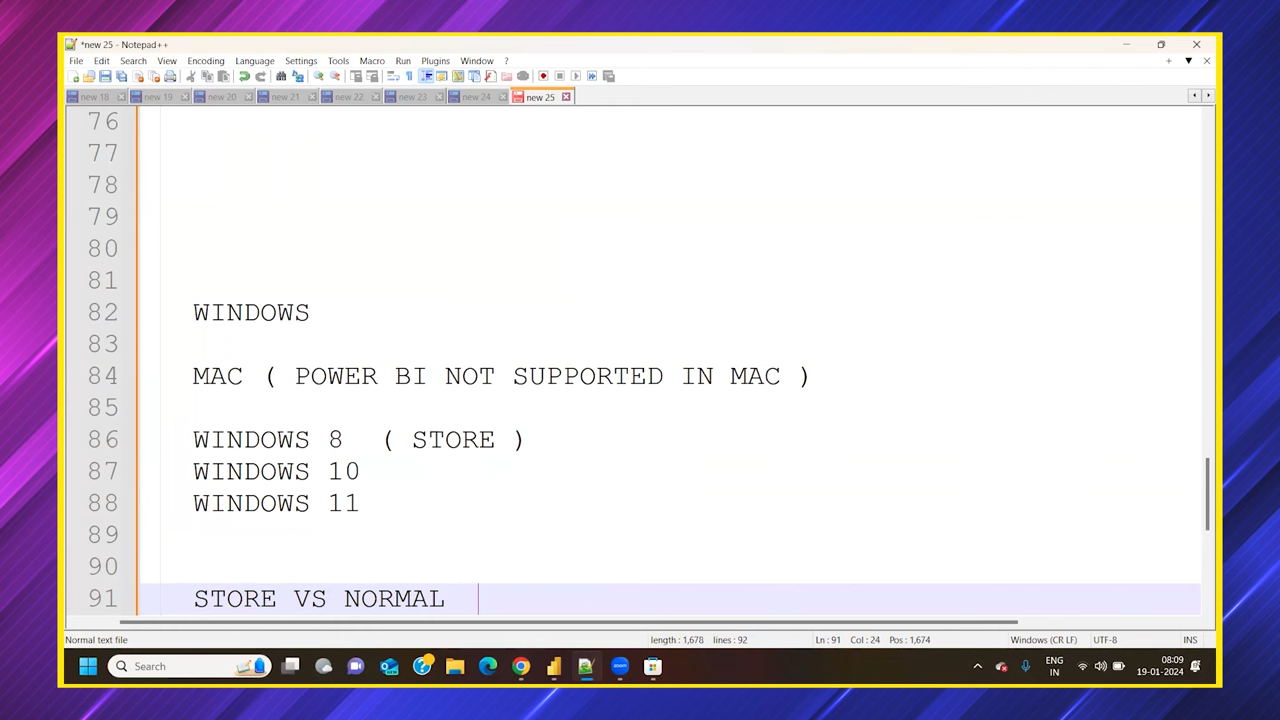 *new 25 - Notepad++
File Edit Search View Encoding Language Settings Tools Macro Run Plugins Window ?
new 18 new 19 new 20 new 21 new 22 new 23 new 24 new 25
76
77
78
79
80
81
82 WINDOWS
83
84 MAC ( POWER BI NOT SUPPORTED IN MAC )
85
86 WINDOWS 8 ( STORE )
87 WINDOWS 10
88 WINDOWS 11
89
90
91 STORE VS NORMAL
Normal text file length : 1,678 lines : 92 Ln : 91 Col : 24 Pos : 1,674 Windows (CR LF) UTF-8 INS
Search zoom ENG 08:09
IN 19-01-2024